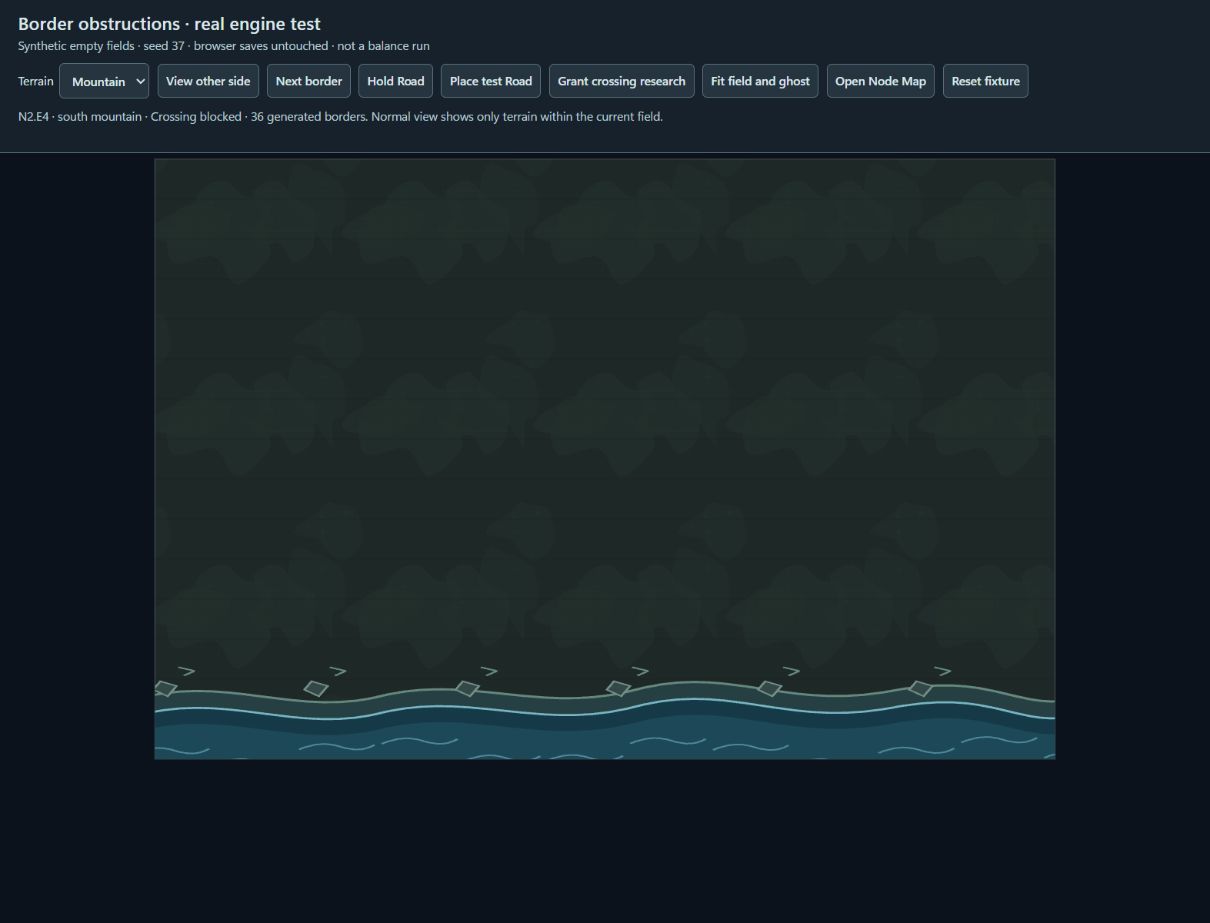 Border obstructions · real engine test
Synthetic empty fields · seed 37 · browser saves untouched · not a balance run
Terrain Mountain View other side Next border Hold Road Place test Road Grant crossing research Fit field and ghost Open Node Map Reset fixture
N2.E4 · south mountain · Crossing blocked · 36 generated borders. Normal view shows only terrain within the current field.